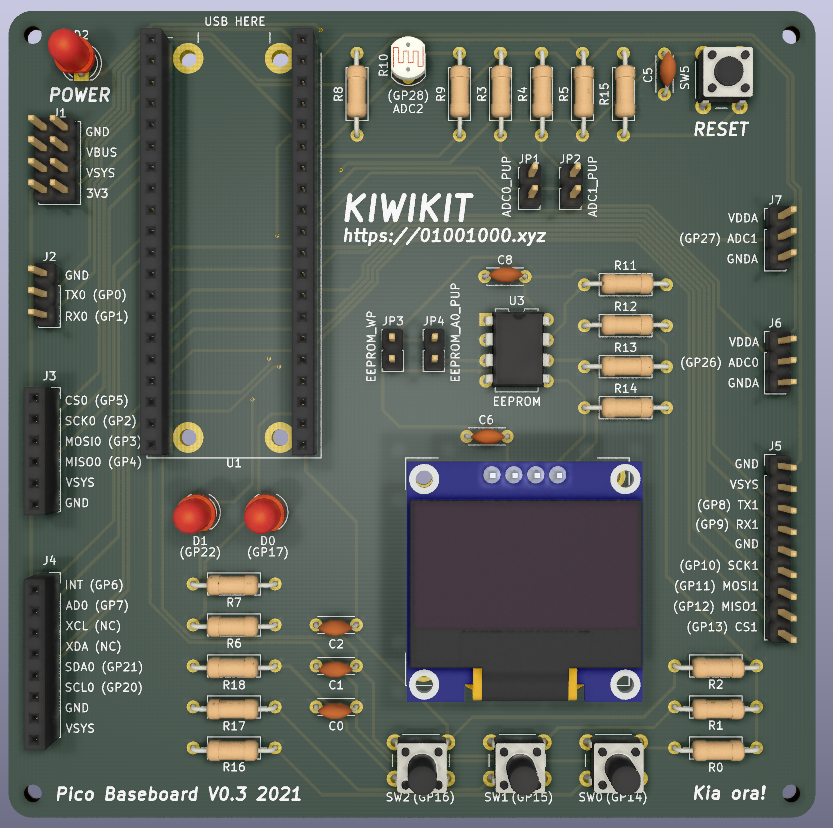 USB HERE
D2
POWER
J1
GND
VBUS
VSYS
3V3
J2
GND
TX0 (GP0)
RX0 (GP1)
J3
CS0 (GP5)
SCK0 (GP2)
MOSI0 (GP3)
MISO0 (GP4)
VSYS
GND
J4
INT (GP6)
AD0 (GP7)
XCL (NC)
XDA (NC)
SDA0 (GP21)
SCL0 (GP20)
GND
VSYS
U1
D1
(GP22)
D0
(GP17)
R7
R6
R18
R17
R16
C2
C1
C0
R8
R10
(GP28)
ADC2
R9
R3
R4
R5
R15
C5
SW5
RESET
JP1
ADC0_PUP
JP2
ADC1_PUP
KIWIKIT
https://01001000.xyz
C8
U3
EEPROM
JP3
EEPROM_WP
JP4
EEPROM_A0_PUP
C6
R11
R12
R13
R14
J7
VDDA
(GP27) ADC1
GNDA
J6
VDDA
(GP26) ADC0
GNDA
J5
GND
VSYS
(GP8) TX1
(GP9) RX1
GND
(GP10) SCK1
(GP11) MOSI1
(GP12) MISO1
(GP13) CS1
R2
R1
R0
SW2(GP16)
SW1(GP15)
SW0(GP14)
Pico Baseboard V0.3 2021
Kia ora!